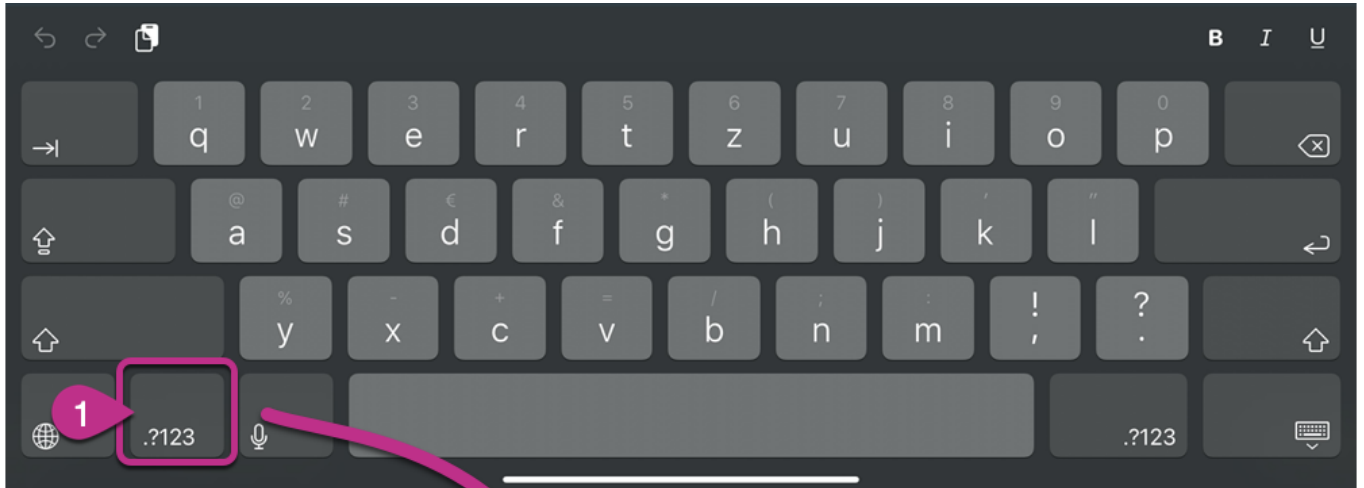 B I U
1 2 3 4 5 6 7 8 9 0
q w e r t z u i o p
@ # € & * ( ) ' "
a s d f g h j k l
% - + = / ; : ! ?
y x c v b n m , .
1 .?123 .?123